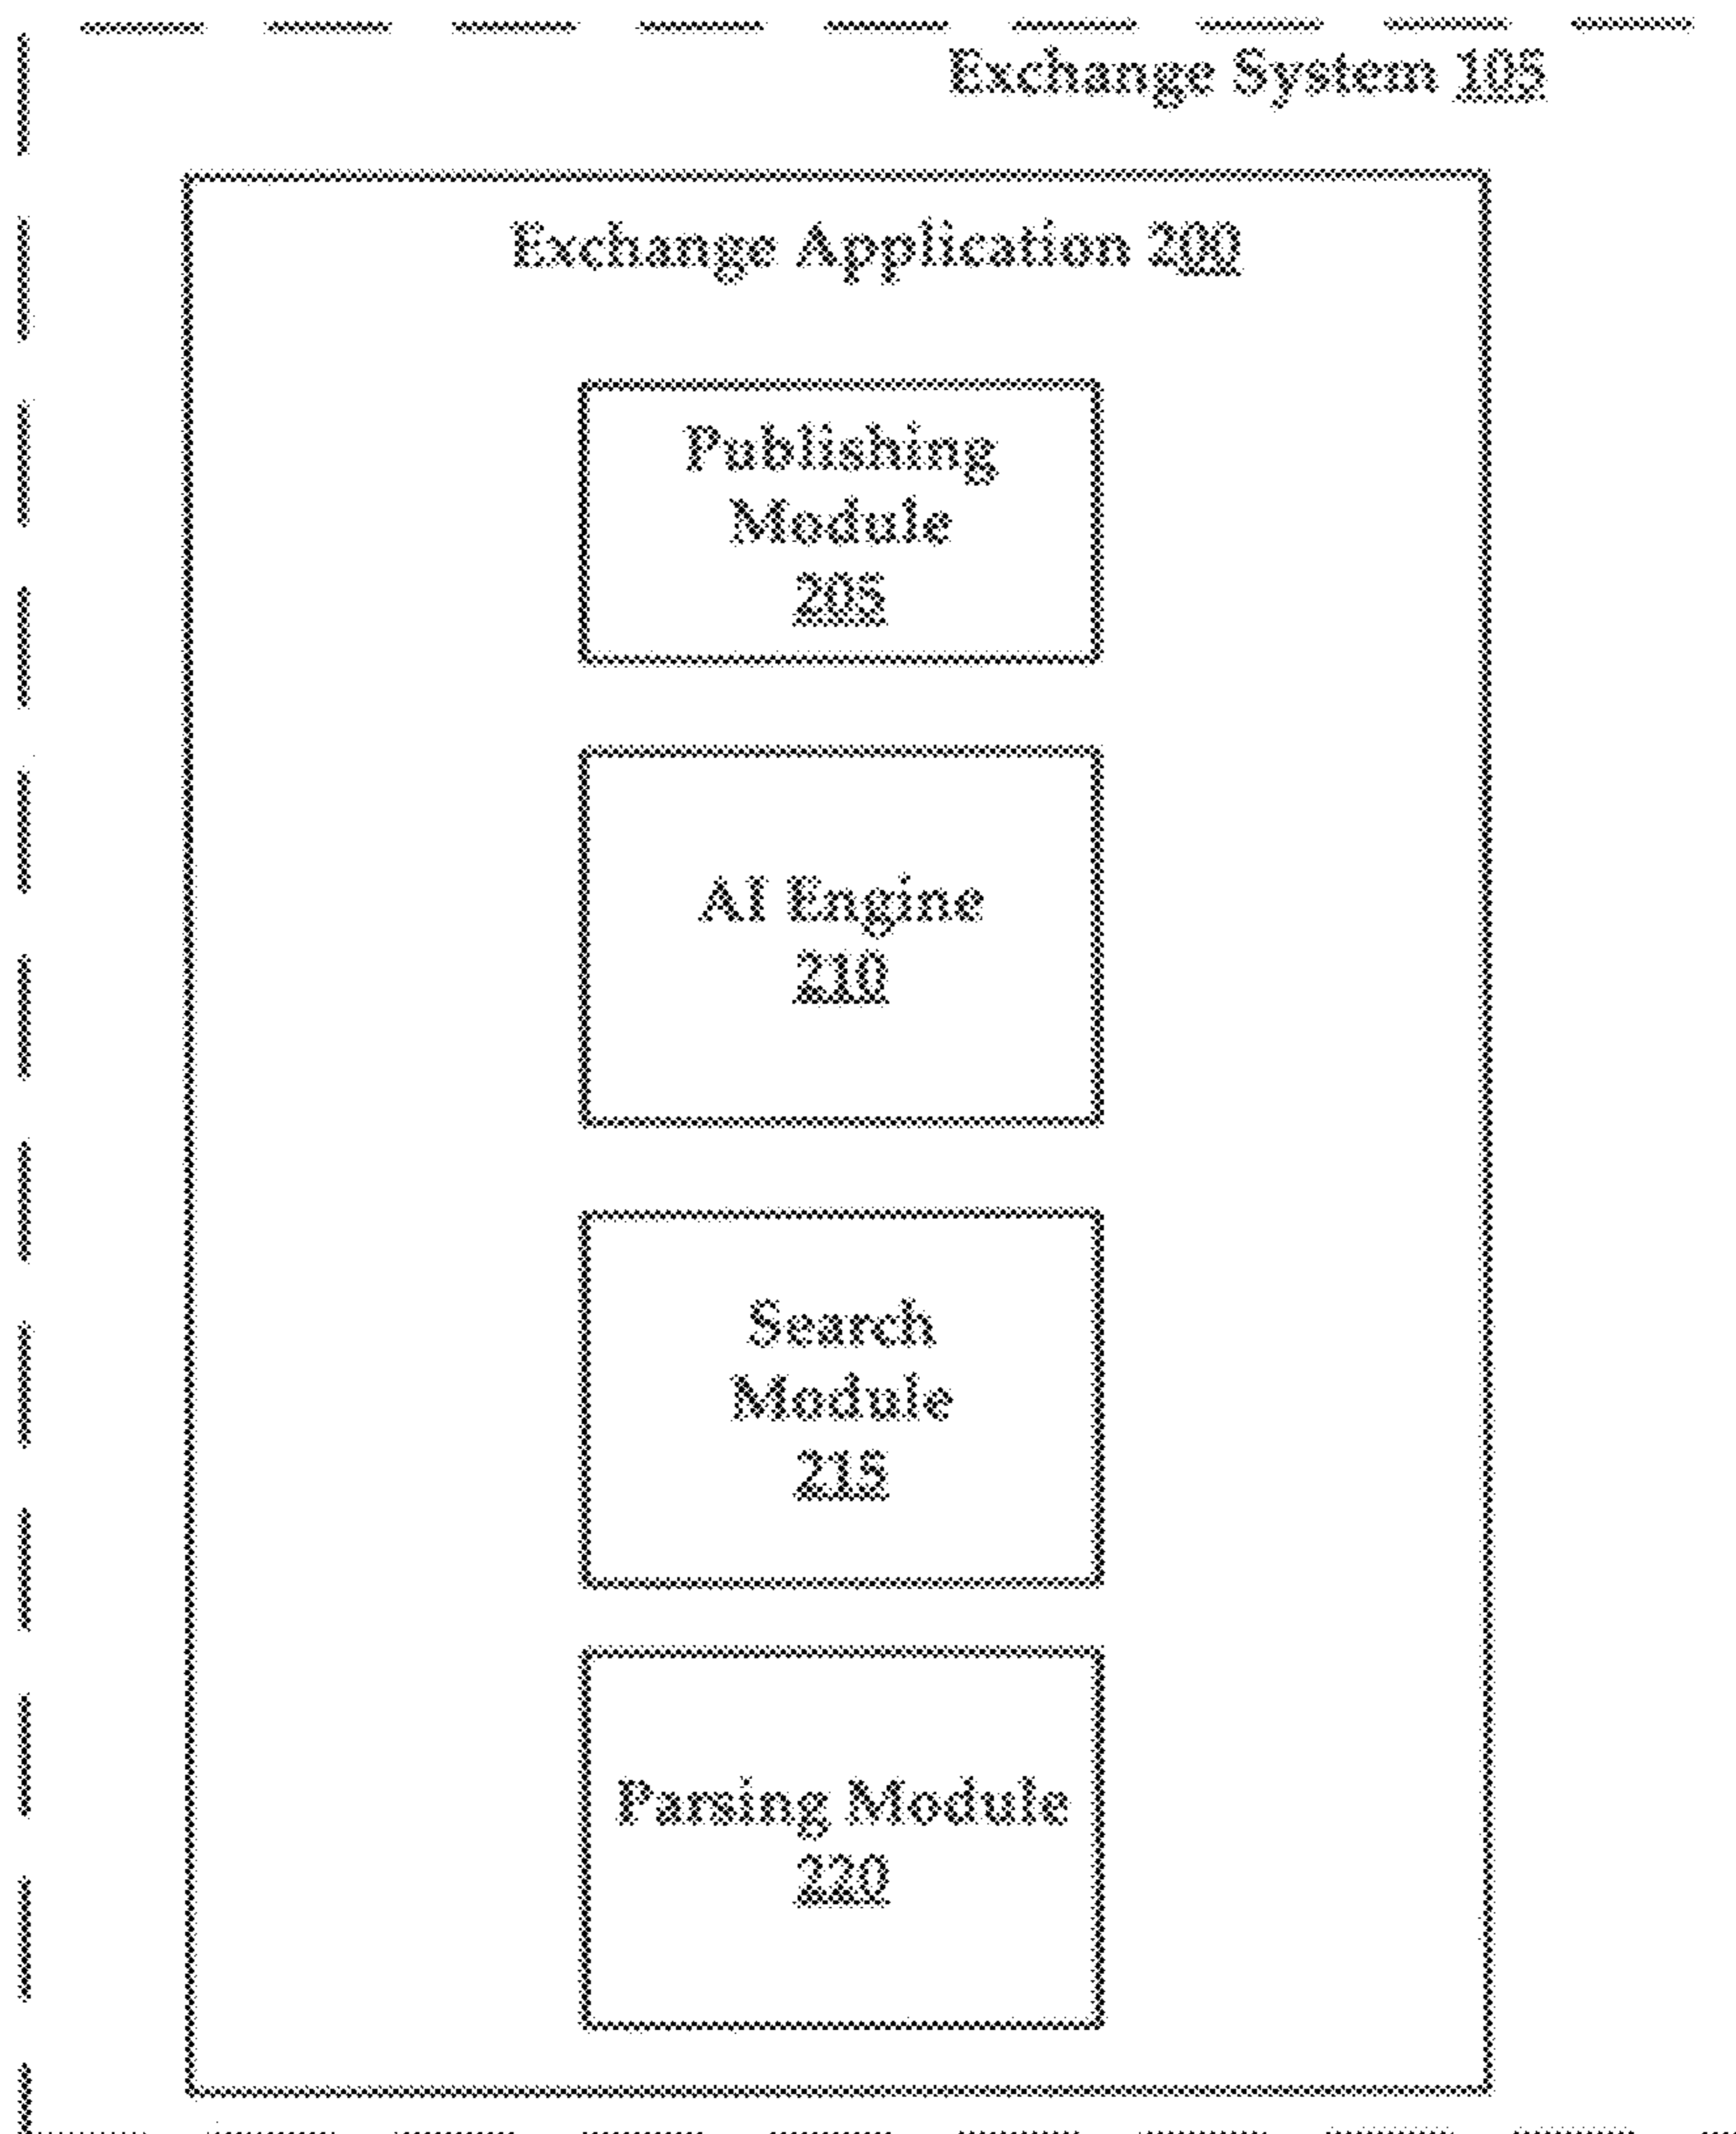 Exchange System 105
Exchange Application 200
Publishing
Module
205
AI Engine
210
Search
Module
215
Parsing Module
220